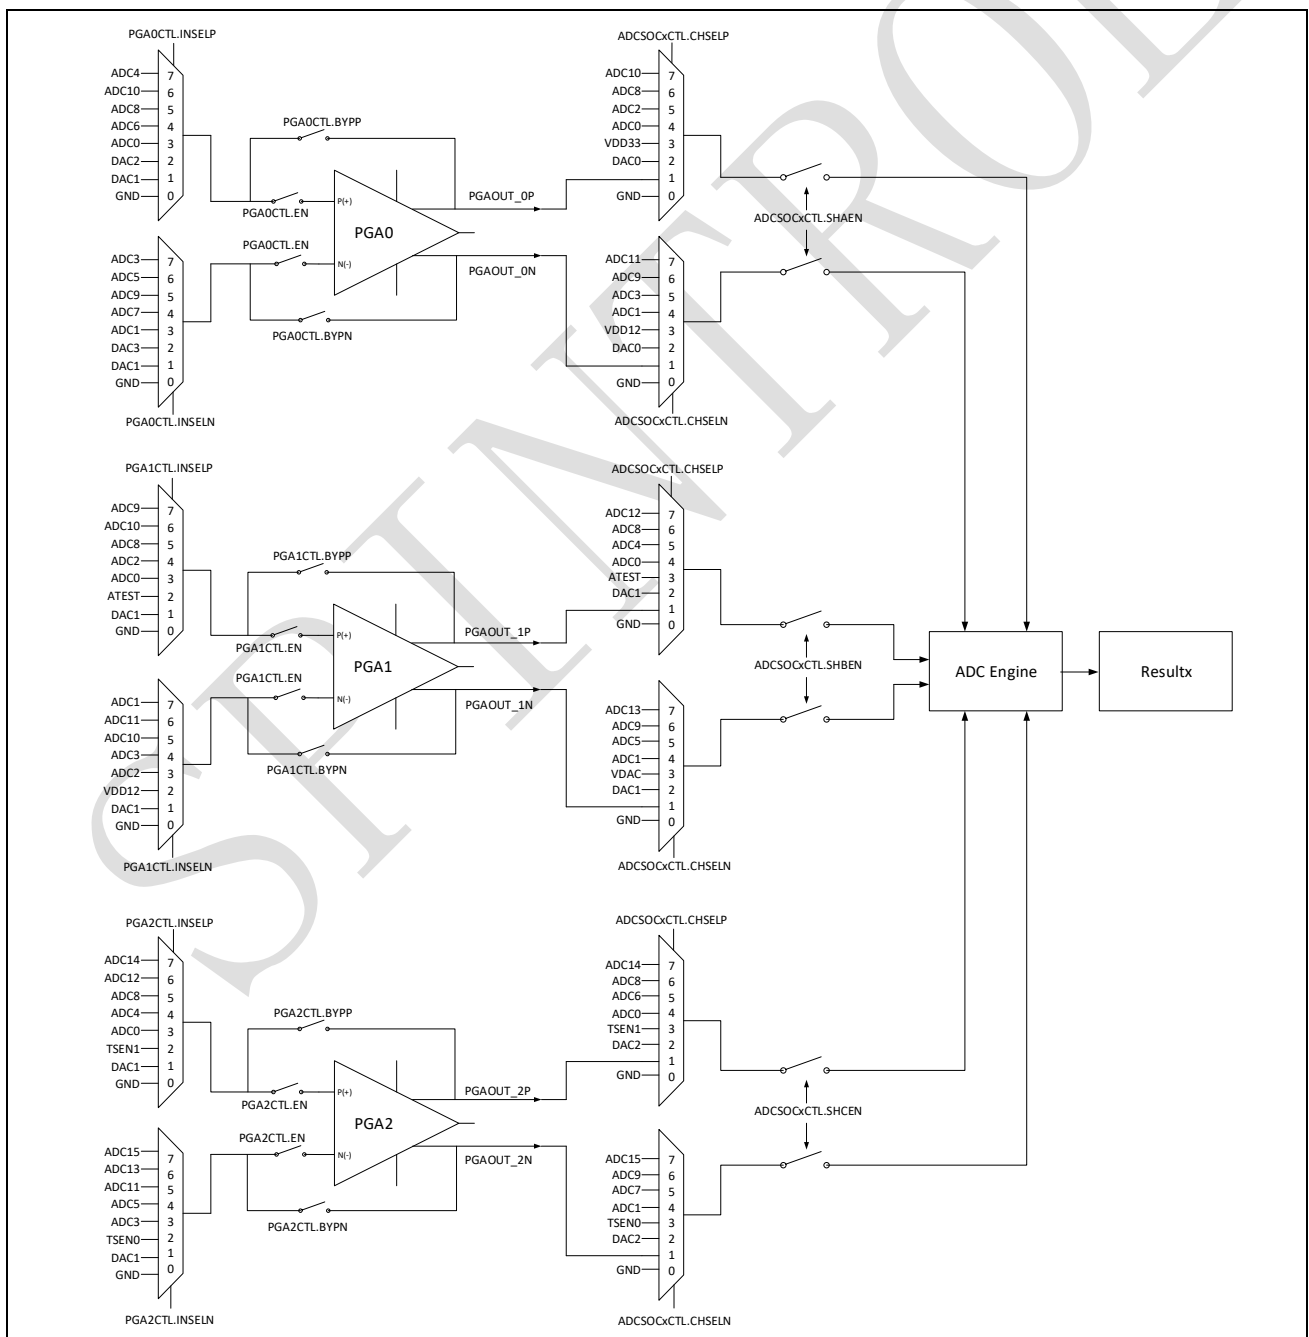 PGA0CTL.INSELP
ADC4 7
ADC10 6
ADC8 5
ADC6 4
ADC0 3
DAC2 2
DAC1 1
GND 0
PGA0CTL.BYPP
PGA0CTL.EN
P(+)
PGA0
N(-)
PGA0CTL.EN
PGA0CTL.BYPN
PGAOUT_0P
PGAOUT_0N
ADC3 7
ADC5 6
ADC9 5
ADC7 4
ADC1 3
DAC3 2
DAC1 1
GND 0
PGA0CTL.INSELN
ADCSOCxCTL.CHSELP
ADC10 7
ADC8 6
ADC2 5
ADC0 4
VDD33 3
DAC0 2
1
GND 0
ADCSOCxCTL.SHAEN
ADC11 7
ADC9 6
ADC3 5
ADC1 4
VDD12 3
DAC0 2
1
GND 0
ADCSOCxCTL.CHSELN
PGA1CTL.INSELP
ADC9 7
ADC10 6
ADC8 5
ADC2 4
ADC0 3
ATEST 2
DAC1 1
GND 0
PGA1CTL.BYPP
PGA1CTL.EN
P(+)
PGA1
N(-)
PGA1CTL.EN
PGA1CTL.BYPN
PGAOUT_1P
PGAOUT_1N
ADC1 7
ADC11 6
ADC10 5
ADC3 4
ADC2 3
VDD12 2
DAC1 1
GND 0
PGA1CTL.INSELN
ADCSOCxCTL.CHSELP
ADC12 7
ADC8 6
ADC4 5
ADC0 4
ATEST 3
DAC1 2
1
GND 0
ADCSOCxCTL.SHBEN
ADC13 7
ADC9 6
ADC5 5
ADC1 4
VDAC 3
DAC1 2
1
GND 0
ADCSOCxCTL.CHSELN
ADC Engine
Resultx
PGA2CTL.INSELP
ADC14 7
ADC12 6
ADC8 5
ADC4 4
ADC0 3
TSEN1 2
DAC1 1
GND 0
PGA2CTL.BYPP
PGA2CTL.EN
P(+)
PGA2
N(-)
PGA2CTL.EN
PGA2CTL.BYPN
PGAOUT_2P
PGAOUT_2N
ADC15 7
ADC13 6
ADC11 5
ADC5 4
ADC3 3
TSEN0 2
DAC1 1
GND 0
PGA2CTL.INSELN
ADCSOCxCTL.CHSELP
ADC14 7
ADC8 6
ADC6 5
ADC0 4
TSEN1 3
DAC2 2
1
GND 0
ADCSOCxCTL.SHCEN
ADC15 7
ADC9 6
ADC7 5
ADC1 4
TSEN0 3
DAC2 2
1
GND 0
ADCSOCxCTL.CHSELN
SPINTROL